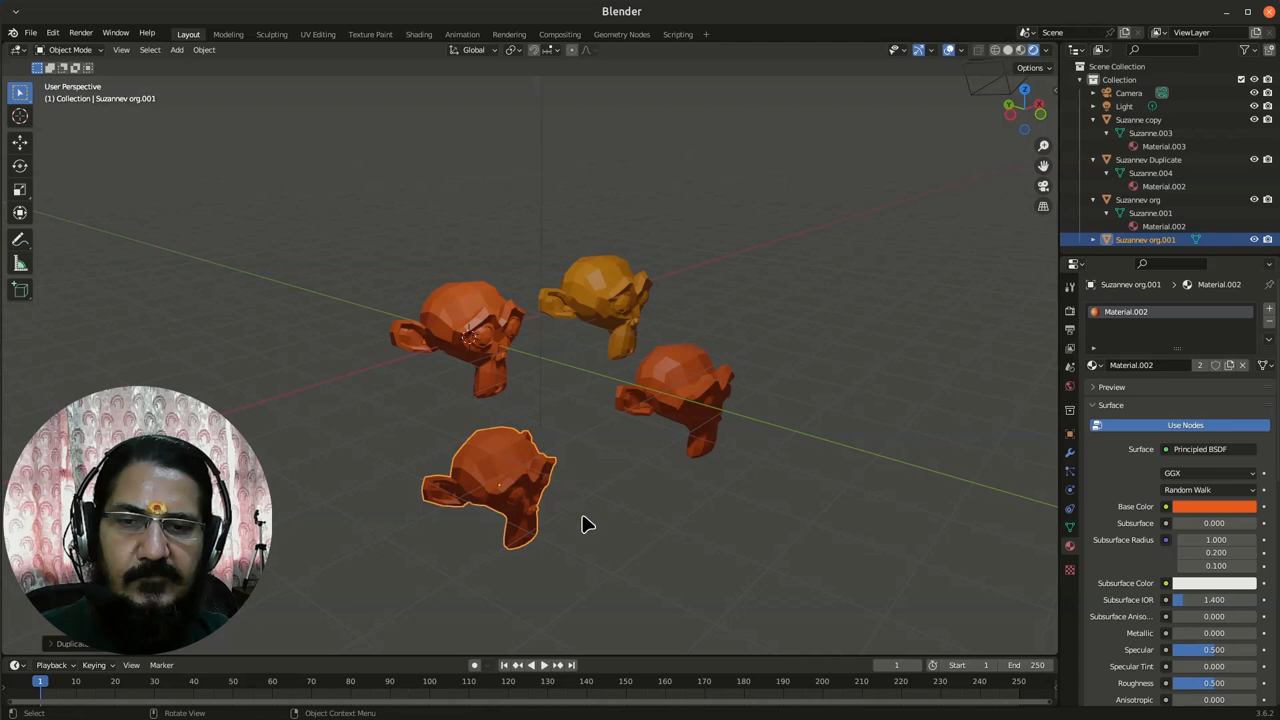 Blender
File Edit Render Window Help Layout Modeling Sculpting UV Editing Texture Paint Shading Animation Rendering Compositing Geometry Nodes Scripting + Scene ViewLayer
Object Mode View Select Add Object Global
Options
User Perspective
(1) Collection | Suzannev org.001
X
Y
Z
Scene Collection
Collection
Camera
Light
Suzanne copy
Suzanne.003
Material.003
Suzannev Duplicate
Suzanne.004
Material.002
Suzannev org
Suzanne.001
Material.002
Suzannev org.001
Suzannev org.001 > Material.002
Material.002
Material.002 2
Preview
Surface
Use Nodes
Surface Principled BSDF
GGX
Random Walk
Base Color
Subsurface 0.000
Subsurface Radius 1.000
0.200
0.100
Subsurface Color
Subsurface IOR 1.400
Subsurface Aniso... 0.000
Metallic 0.000
Specular 0.500
Specular Tint 0.000
Roughness 0.500
Anisotropic 0.000
Playback Keying View Marker 1 Start 1 End 250
1 10 20 30 40 50 60 70 80 90 100 110 120 130 140 150 160 170 180 190 200 210 220 230 240 250
Select Rotate View Object Context Menu 3.6.2